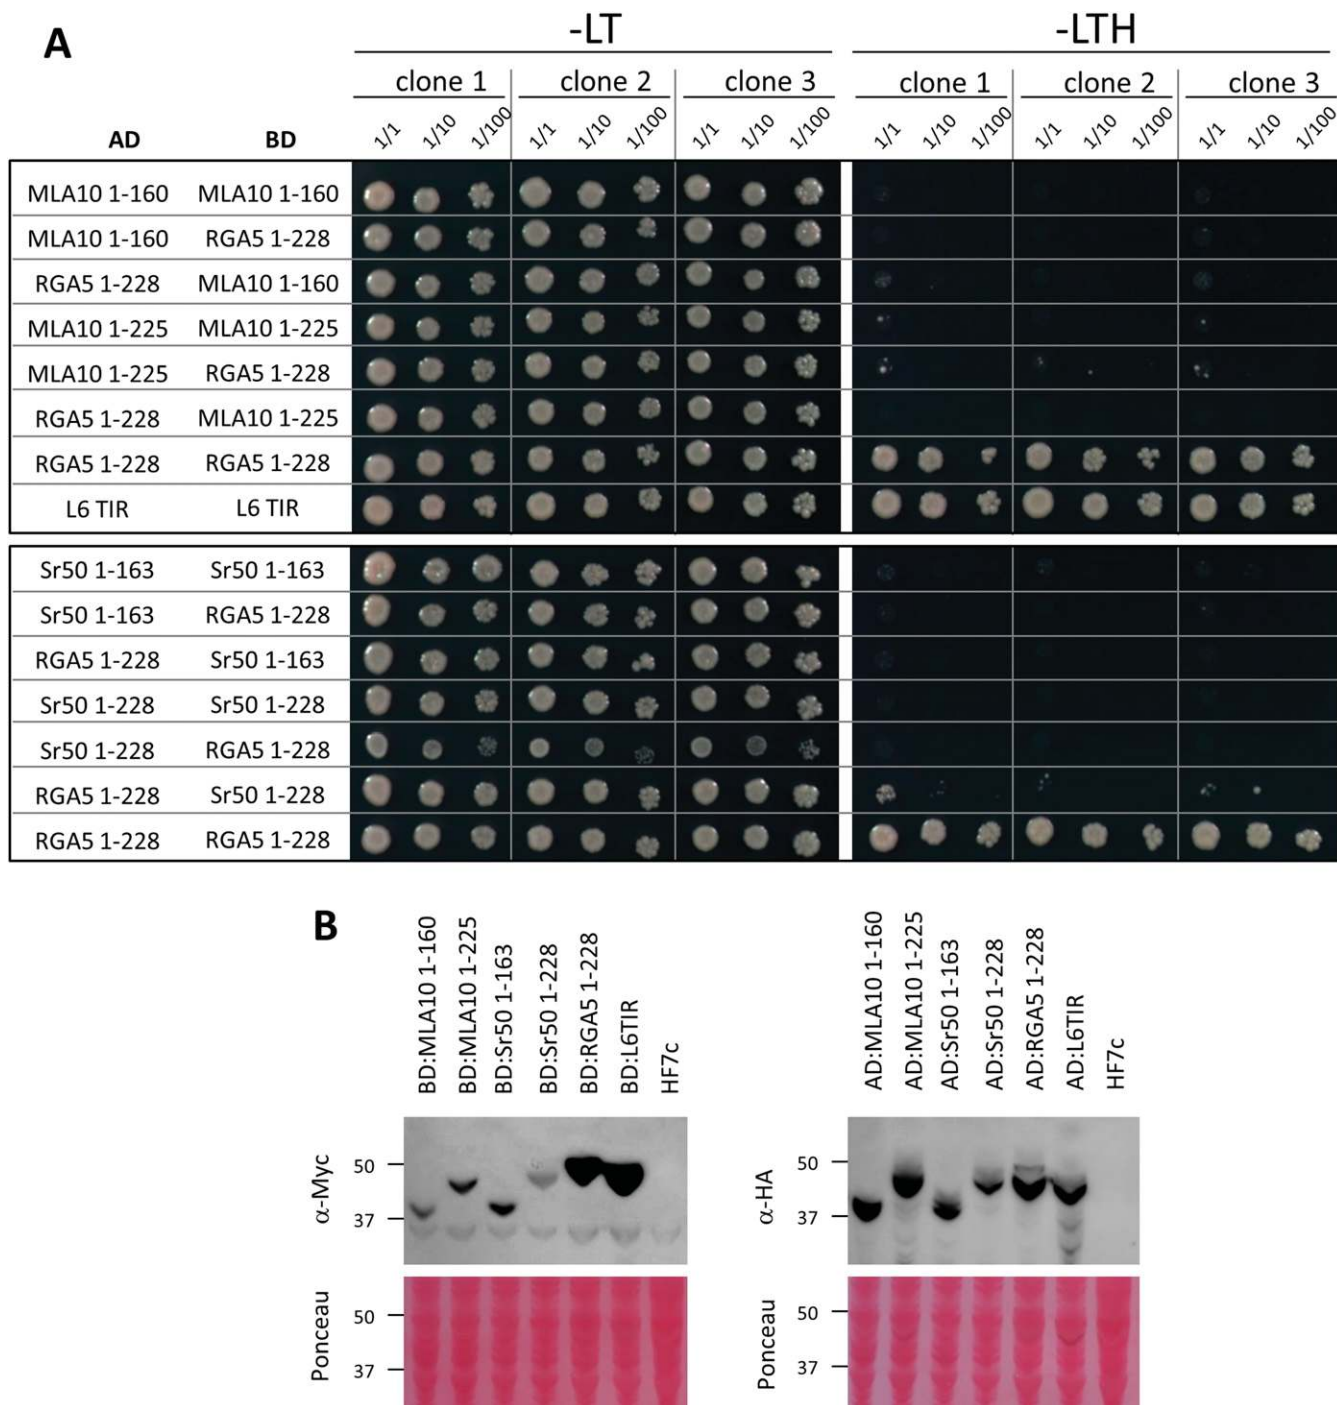 A
-LT -LTH
clone 1 clone 2 clone 3 clone 1 clone 2 clone 3
AD BD 1/1 1/10 1/100 1/1 1/10 1/100 1/1 1/10 1/100 1/1 1/10 1/100 1/1 1/10 1/100 1/1 1/10 1/100
MLA10 1-160 MLA10 1-160
MLA10 1-160 RGA5 1-228
RGA5 1-228 MLA10 1-160
MLA10 1-225 MLA10 1-225
MLA10 1-225 RGA5 1-228
RGA5 1-228 MLA10 1-225
RGA5 1-228 RGA5 1-228
L6 TIR L6 TIR
Sr50 1-163 Sr50 1-163
Sr50 1-163 RGA5 1-228
RGA5 1-228 Sr50 1-163
Sr50 1-228 Sr50 1-228
Sr50 1-228 RGA5 1-228
RGA5 1-228 Sr50 1-228
RGA5 1-228 RGA5 1-228
B
BD:MLA10 1-160
BD:MLA10 1-225
BD:Sr50 1-163
BD:Sr50 1-228
BD:RGA5 1-228
BD:L6TIR
HF7c
α-Myc
50
37
Ponceau
50
37
AD:MLA10 1-160
AD:MLA10 1-225
AD:Sr50 1-163
AD:Sr50 1-228
AD:RGA5 1-228
AD:L6TIR
HF7c
α-HA
50
37
Ponceau
50
37